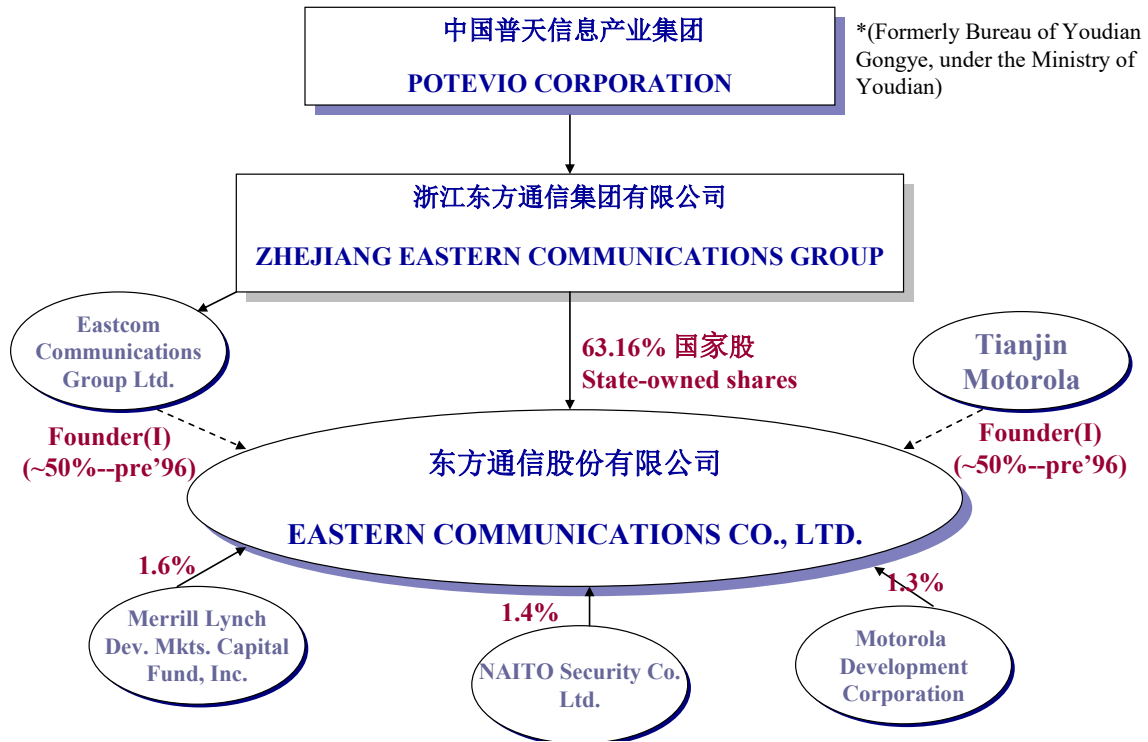 中国普天信息产业集团
POTEVIO CORPORATION
*(Formerly Bureau of Youdian
Gongye, under the Ministry of
Youdian)
浙江东方通信集团有限公司
ZHEJIANG EASTERN COMMUNICATIONS GROUP
Eastcom
Communications
Group Ltd.
63.16% 国家股
State-owned shares
Tianjin
Motorola
Founder(I)
(~50%--pre’96)
Founder(I)
(~50%--pre’96)
东方通信股份有限公司
EASTERN COMMUNICATIONS CO., LTD.
1.6%
1.4%
1.3%
Merrill Lynch
Dev. Mkts. Capital
Fund, Inc.
NAITO Security Co.
Ltd.
Motorola
Development
Corporation